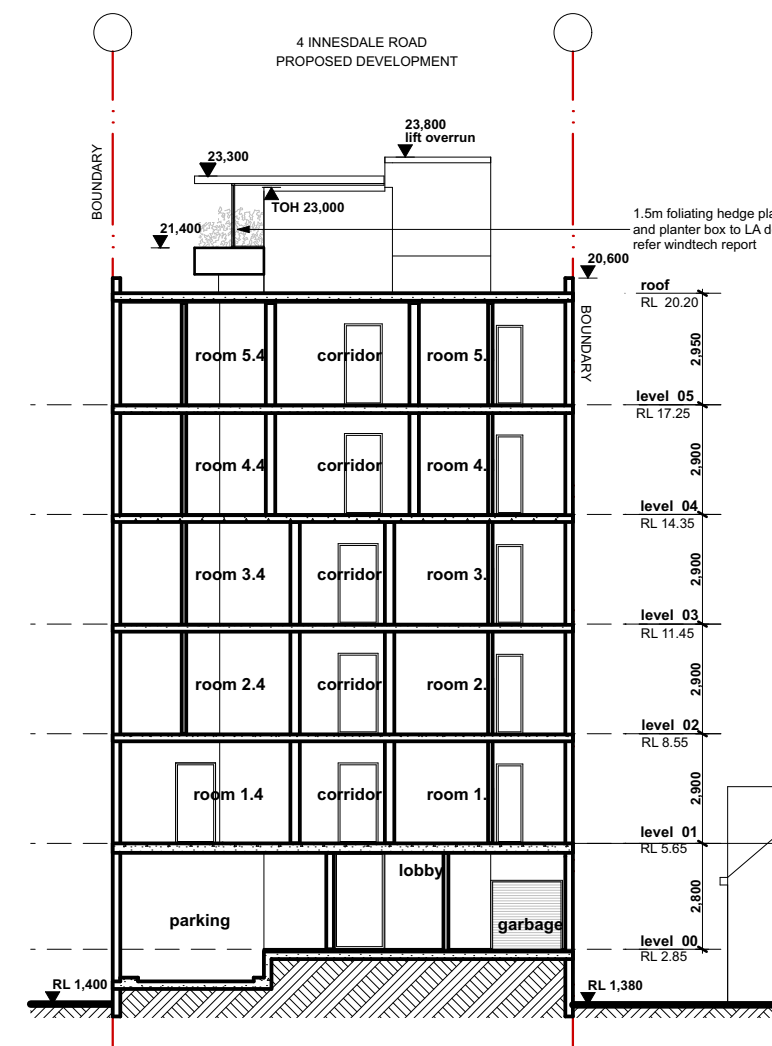 4 INNESDALE ROAD
PROPOSED DEVELOPMENT
BOUNDARY
23,800
lift overrun
23,300
TOH 23,000
21,400
1.5m foliating hedge pla
and planter box to LA d
refer windtech report
20,600
BOUNDARY
roof
RL 20.20
room 5.4
corridor
room 5.
2,950
level 05
RL 17.25
room 4.4
corridor
room 4.
2,900
level 04
RL 14.35
room 3.4
corridor
room 3.
2,900
level 03
RL 11.45
room 2.4
corridor
room 2.
2,900
level 02
RL 8.55
room 1.4
corridor
room 1.
2,900
level 01
RL 5.65
lobby
parking
garbage
2,800
level 00
RL 2.85
RL 1,400
RL 1,380